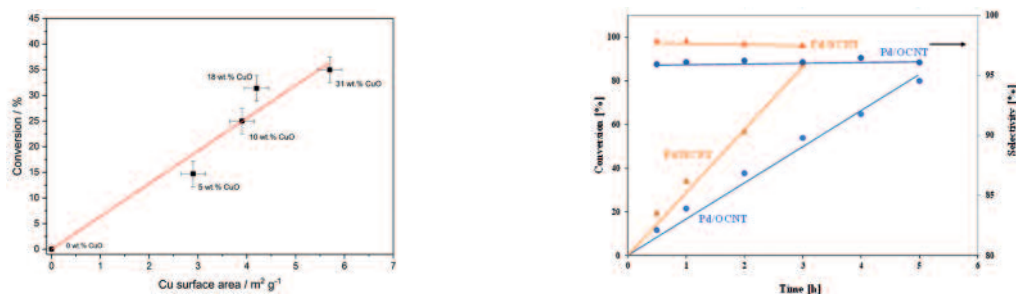 45
40
35
30
25
20
15
10
5
0
Conversion / %
18 wt % CuO
31 wt % CuO
10 wt % CuO
5 wt % CuO
0 wt % CuO
0 1 2 3 4 5 6 7
Cu surface area / m² g⁻¹
100
80
60
40
20
0
Conversion [%]
Pd/OCNT
Pd/OCNT
100
95
90
85
80
Selectivity [%]
0 1 2 3 4 5 6
Time [h]